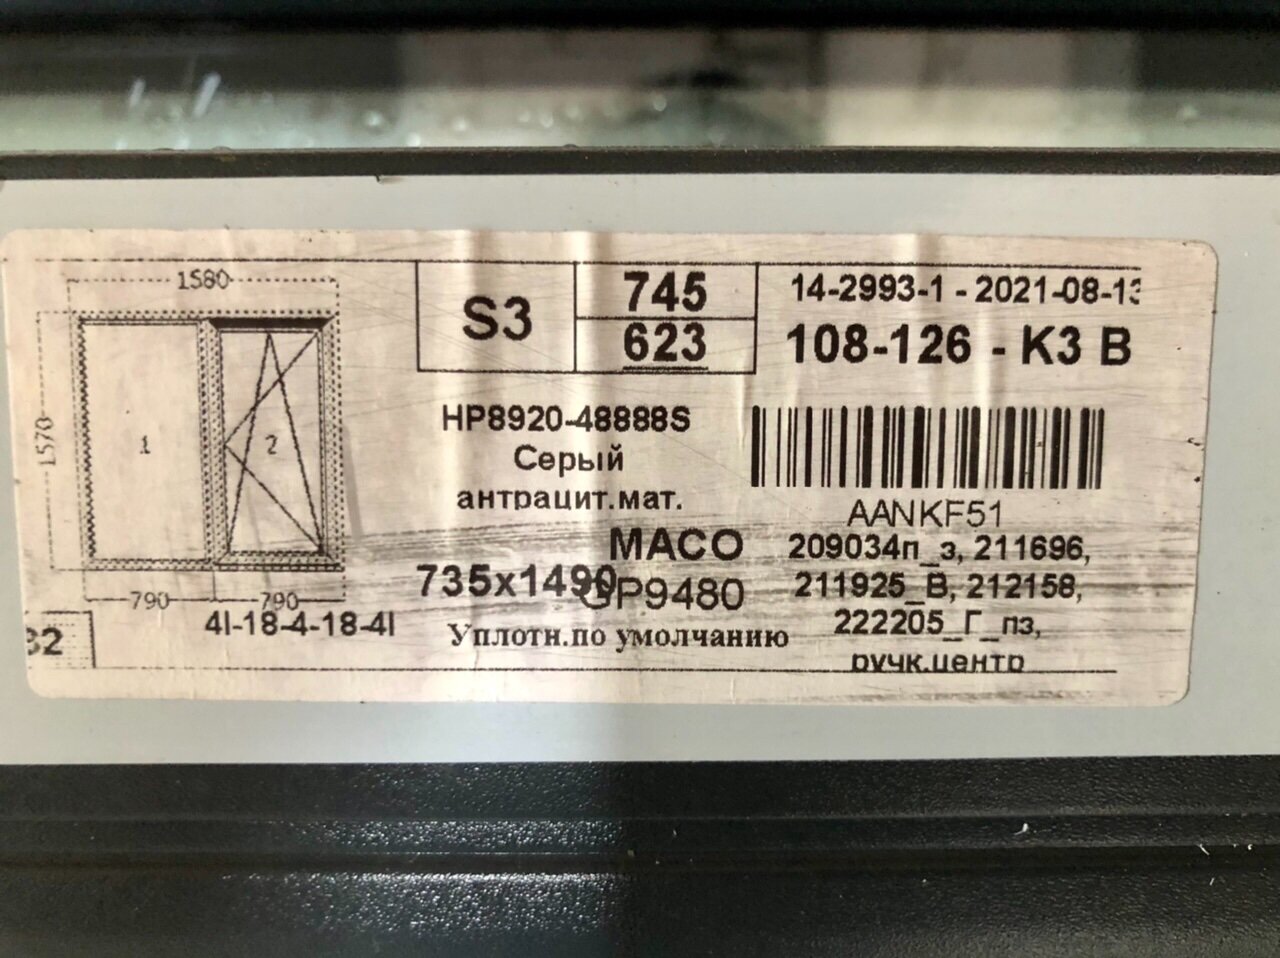 1580
1570
1
2
790
790
4I-18-4-18-4I
S3
745
623
14-2993-1 - 2021-08-13
108-126 - K3 B
HP8920-48888S
Серый
антрацит.мат.
AANKF51
MACO
735x1490
GP9480
Уплотн.по умолчанию
209034п_з, 211696,
211925_В, 212158,
222205_Г_пз,
ручк.центр